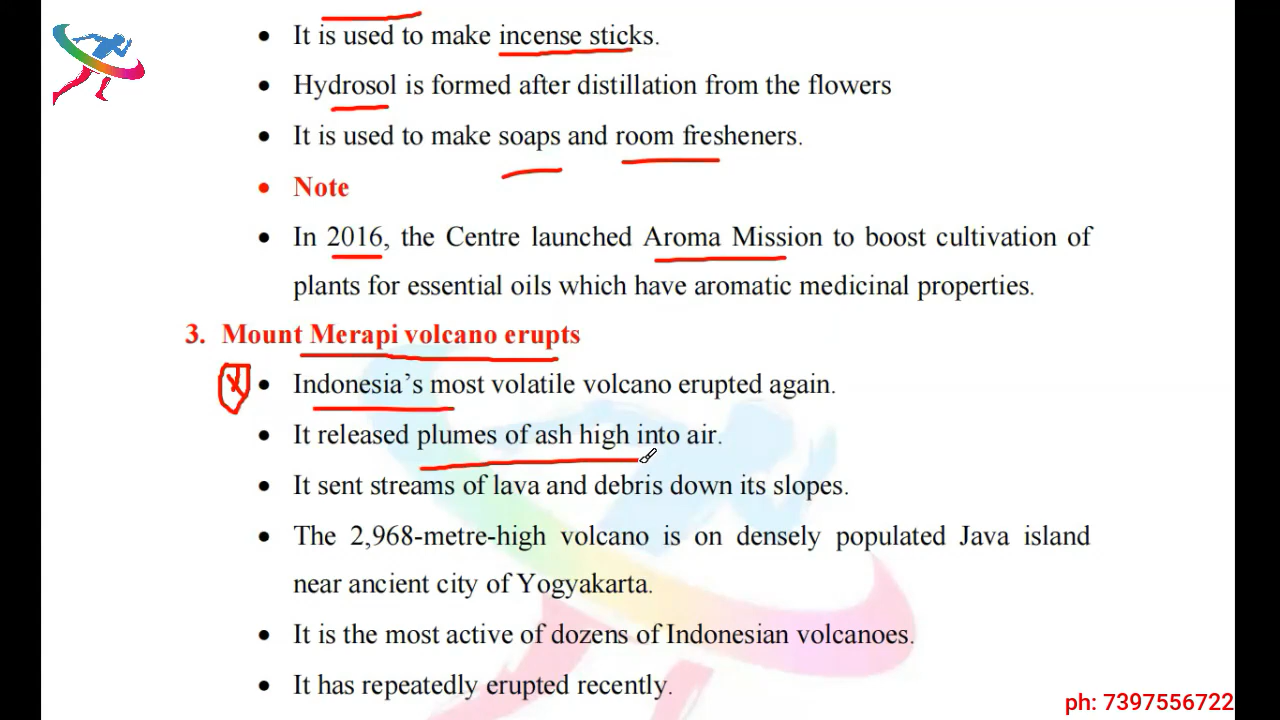 It is used to make incense sticks.
Hydrosol is formed after distillation from the flowers
It is used to make soaps and room fresheners.
Note
In 2016, the Centre launched Aroma Mission to boost cultivation of
plants for essential oils which have aromatic medicinal properties.
3. Mount Merapi volcano erupts
Indonesia’s most volatile volcano erupted again.
It released plumes of ash high into air.
It sent streams of lava and debris down its slopes.
The 2,968-metre-high volcano is on densely populated Java island
near ancient city of Yogyakarta.
It is the most active of dozens of Indonesian volcanoes.
It has repeatedly erupted recently.
ph: 7397556722